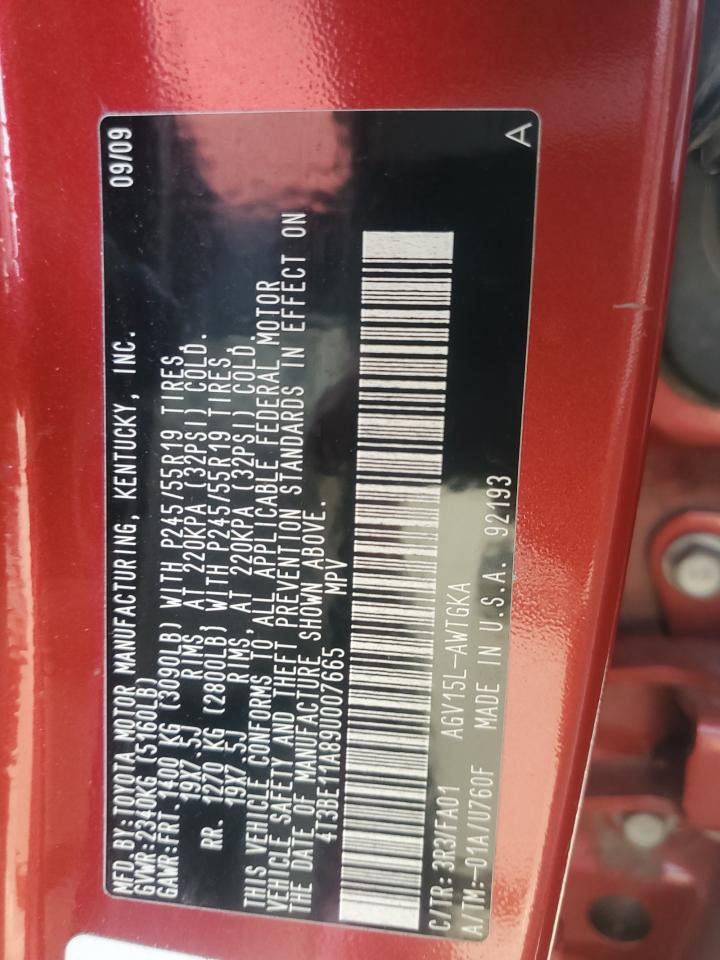 MFD.BY:TOYOTA MOTOR MANUFACTURING, KENTUCKY, INC. 09/09
GVWR:2340KG (5160LB)
GAWR:FRT. 1400 KG (3090LB) WITH P245/55R19 TIRES,
19X7.5J RIMS, AT 220KPA (32PSI) COLD.
RR. 1270 KG (2800LB) WITH P245/55R19 TIRES,
19X7.5J RIMS, AT 220KPA (32PSI) COLD.
THIS VEHICLE CONFORMS TO ALL APPLICABLE FEDERAL MOTOR
VEHICLE SAFETY AND THEFT PREVENTION STANDARDS IN EFFECT ON
THE DATE OF MANUFACTURE SHOWN ABOVE.
4T3BE11A89U007665 MPV
C/TR:3R3/FA01 AGV15L-AWTGKA
A/TM:-01A/U760F MADE IN U.S.A. 92193 A